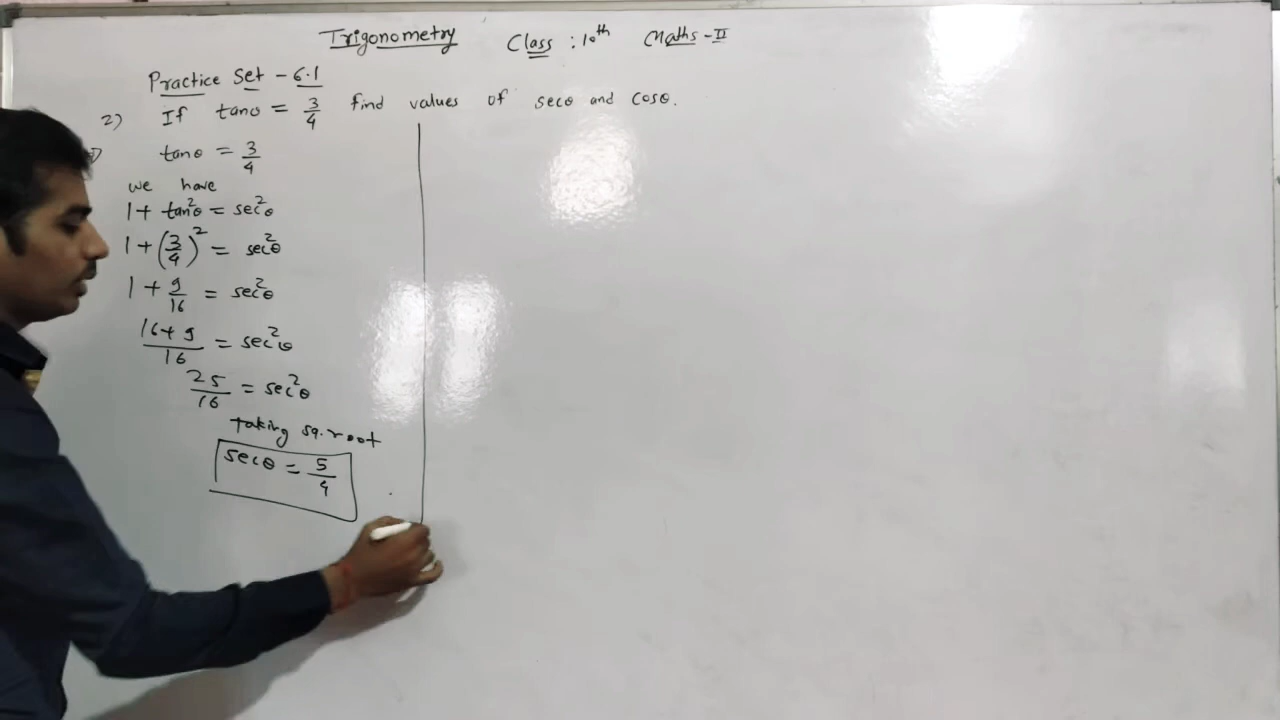 Trigonometry Class : 10th Maths-II
Practice Set - 6.1
2) If tanθ = 3/4 find values of secθ and cosθ.
tanθ = 3/4
we have
1 + tan²θ = sec²θ
1 + (3/4)² = sec²θ
1 + 9/16 = sec²θ
16+9/16 = sec²θ
25/16 = sec²θ
taking sq.root
secθ = 5/4